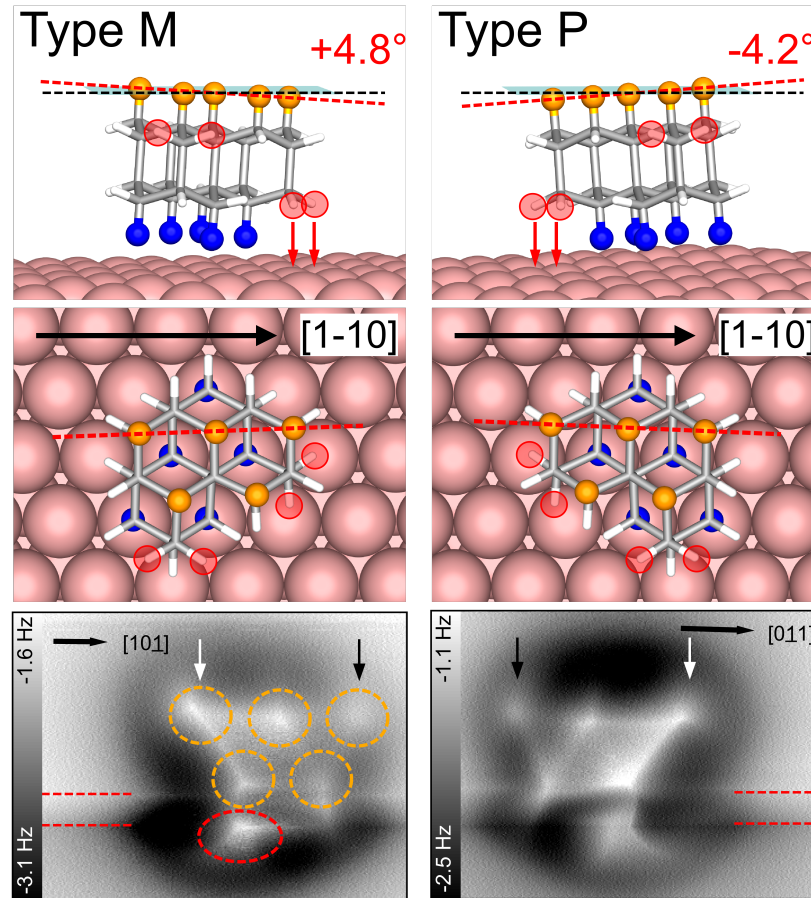 Type M
+4.8°
Type P
-4.2°
[1-10]
[1-10]
-1.6 Hz
-3.1 Hz
[101]
-1.1 Hz
-2.5 Hz
[011]